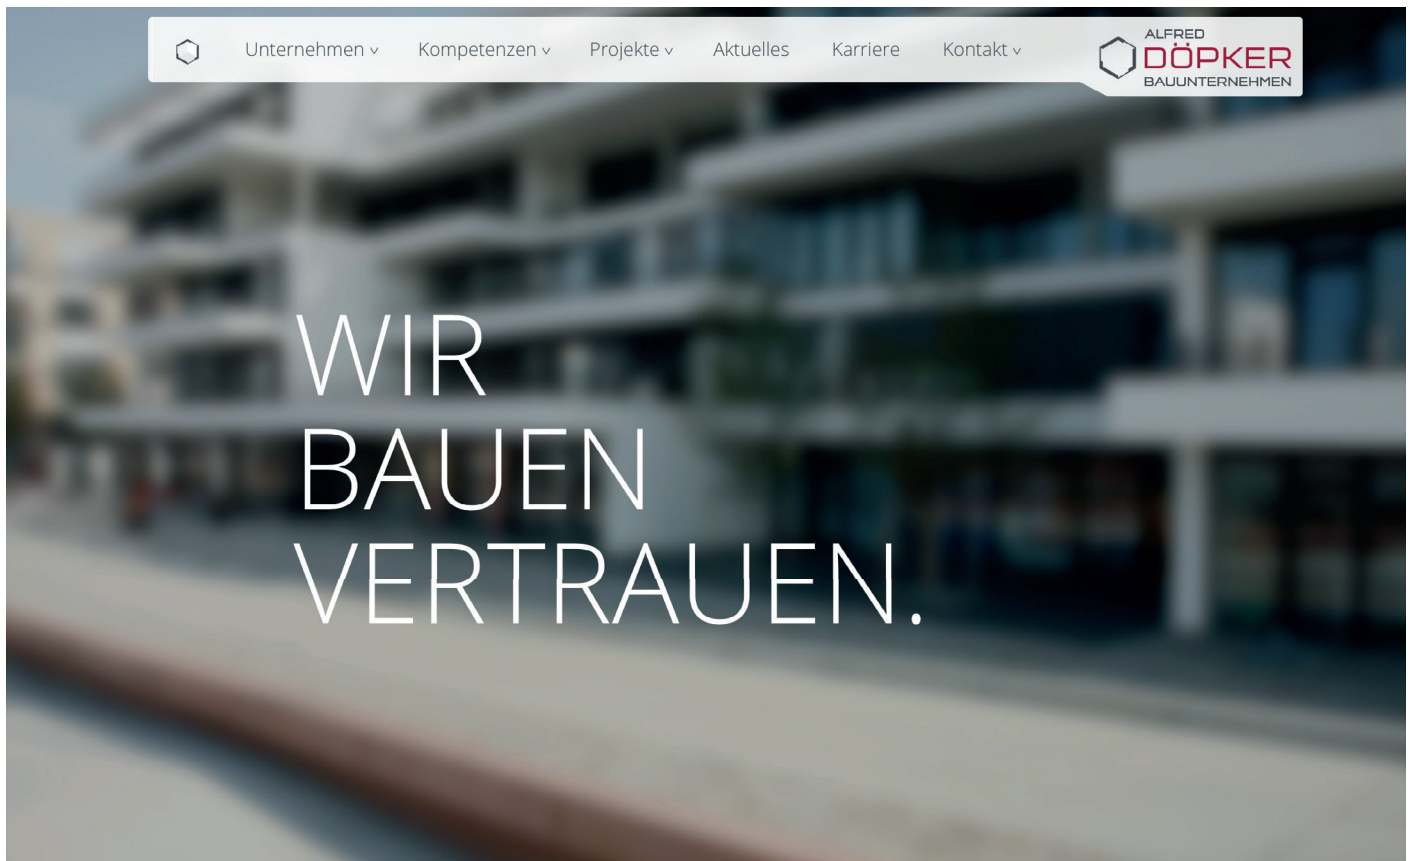 Unternehmen Kompetenzen Projekte Aktuelles Karriere Kontakt
ALFRED
DÖPKER
BAUUNTERNEHMEN
WIR
BAUEN
VERTRAUEN.